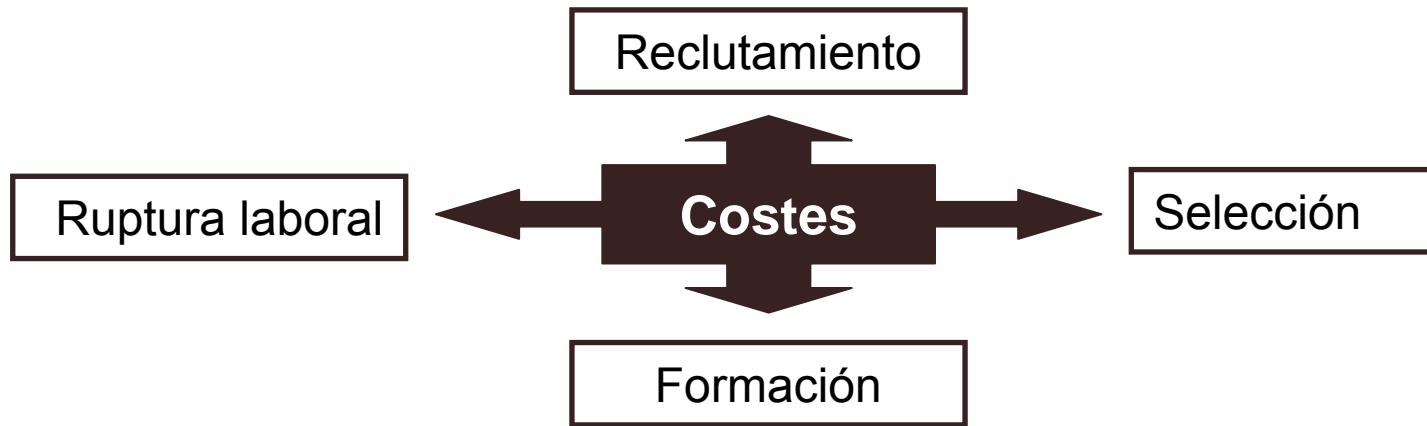 Reclutamiento
Ruptura laboral
Costes
Selección
Formación